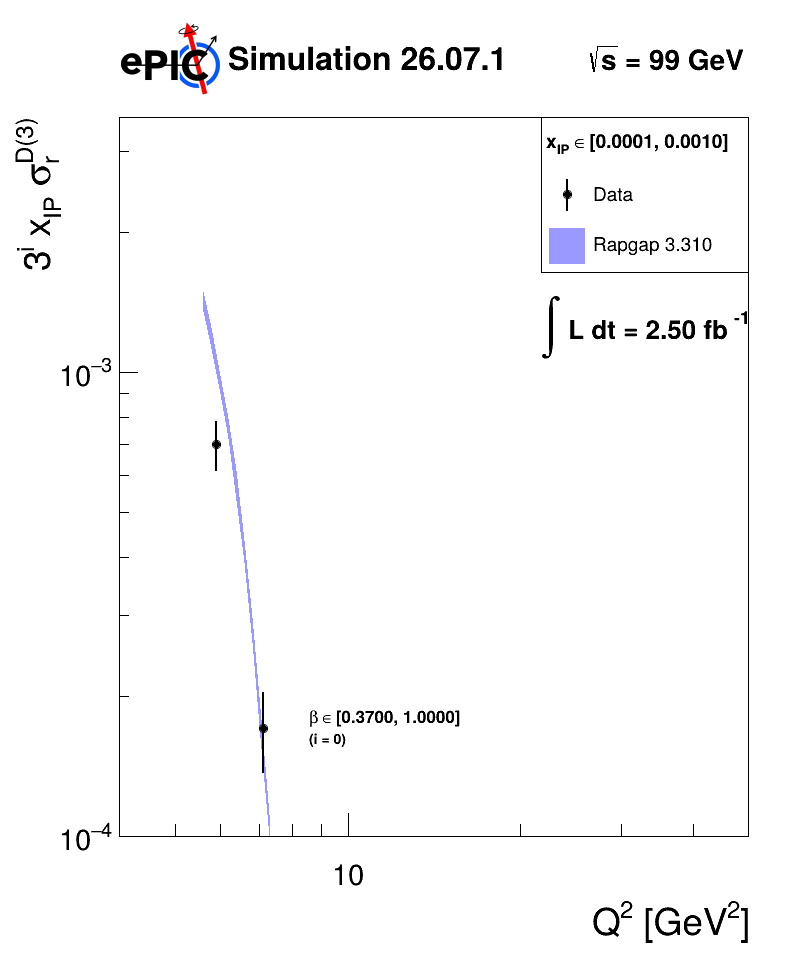 ePIC Simulation 26.07.1
√s = 99 GeV
3^i x_IP σ_r^D(3)
x_IP ∈ [0.0001, 0.0010]
Data
Rapgap 3.310
∫ L dt = 2.50 fb^-1
10^−3
β ∈ [0.3700, 1.0000]
(i = 0)
10^−4
10
Q^2 [GeV^2]